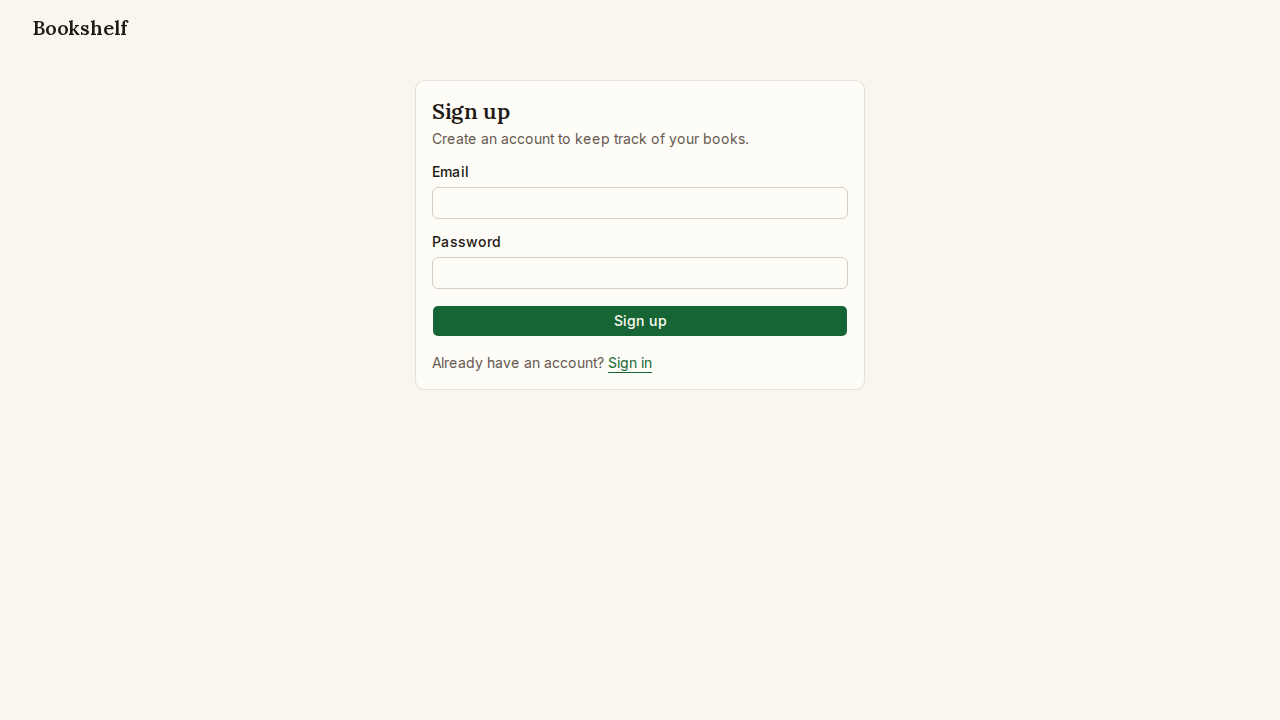 Bookshelf
Sign up
Create an account to keep track of your books.
Email
Password
Sign up
Already have an account? Sign in